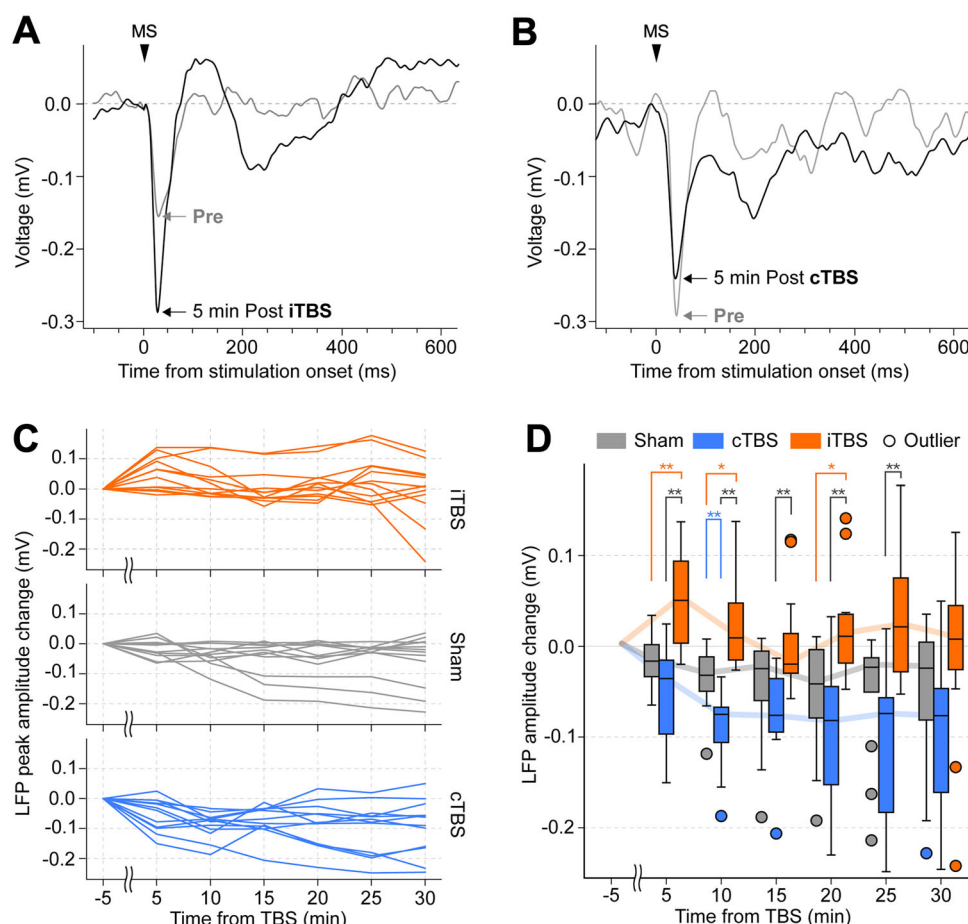 A
MS
0.0
-0.1
-0.2
-0.3
Voltage (mV)
Pre
5 min Post iTBS
0 200 400 600
Time from stimulation onset (ms)
B
MS
0.0
-0.1
-0.2
-0.3
Voltage (mV)
5 min Post cTBS
Pre
0 200 400 600
Time from stimulation onset (ms)
C
LFP peak amplitude change (mV)
0.1
0.0
-0.1
-0.2
iTBS
0.1
0.0
-0.1
-0.2
Sham
0.1
0.0
-0.1
-0.2
cTBS
-5 5 10 15 20 25 30
Time from TBS (min)
D
Sham cTBS iTBS Outlier
** * * **
** ** ** **
**
LFP amplitude change (mV)
0.1
0.0
-0.1
-0.2
-5 5 10 15 20 25 30
Time from TBS (min)